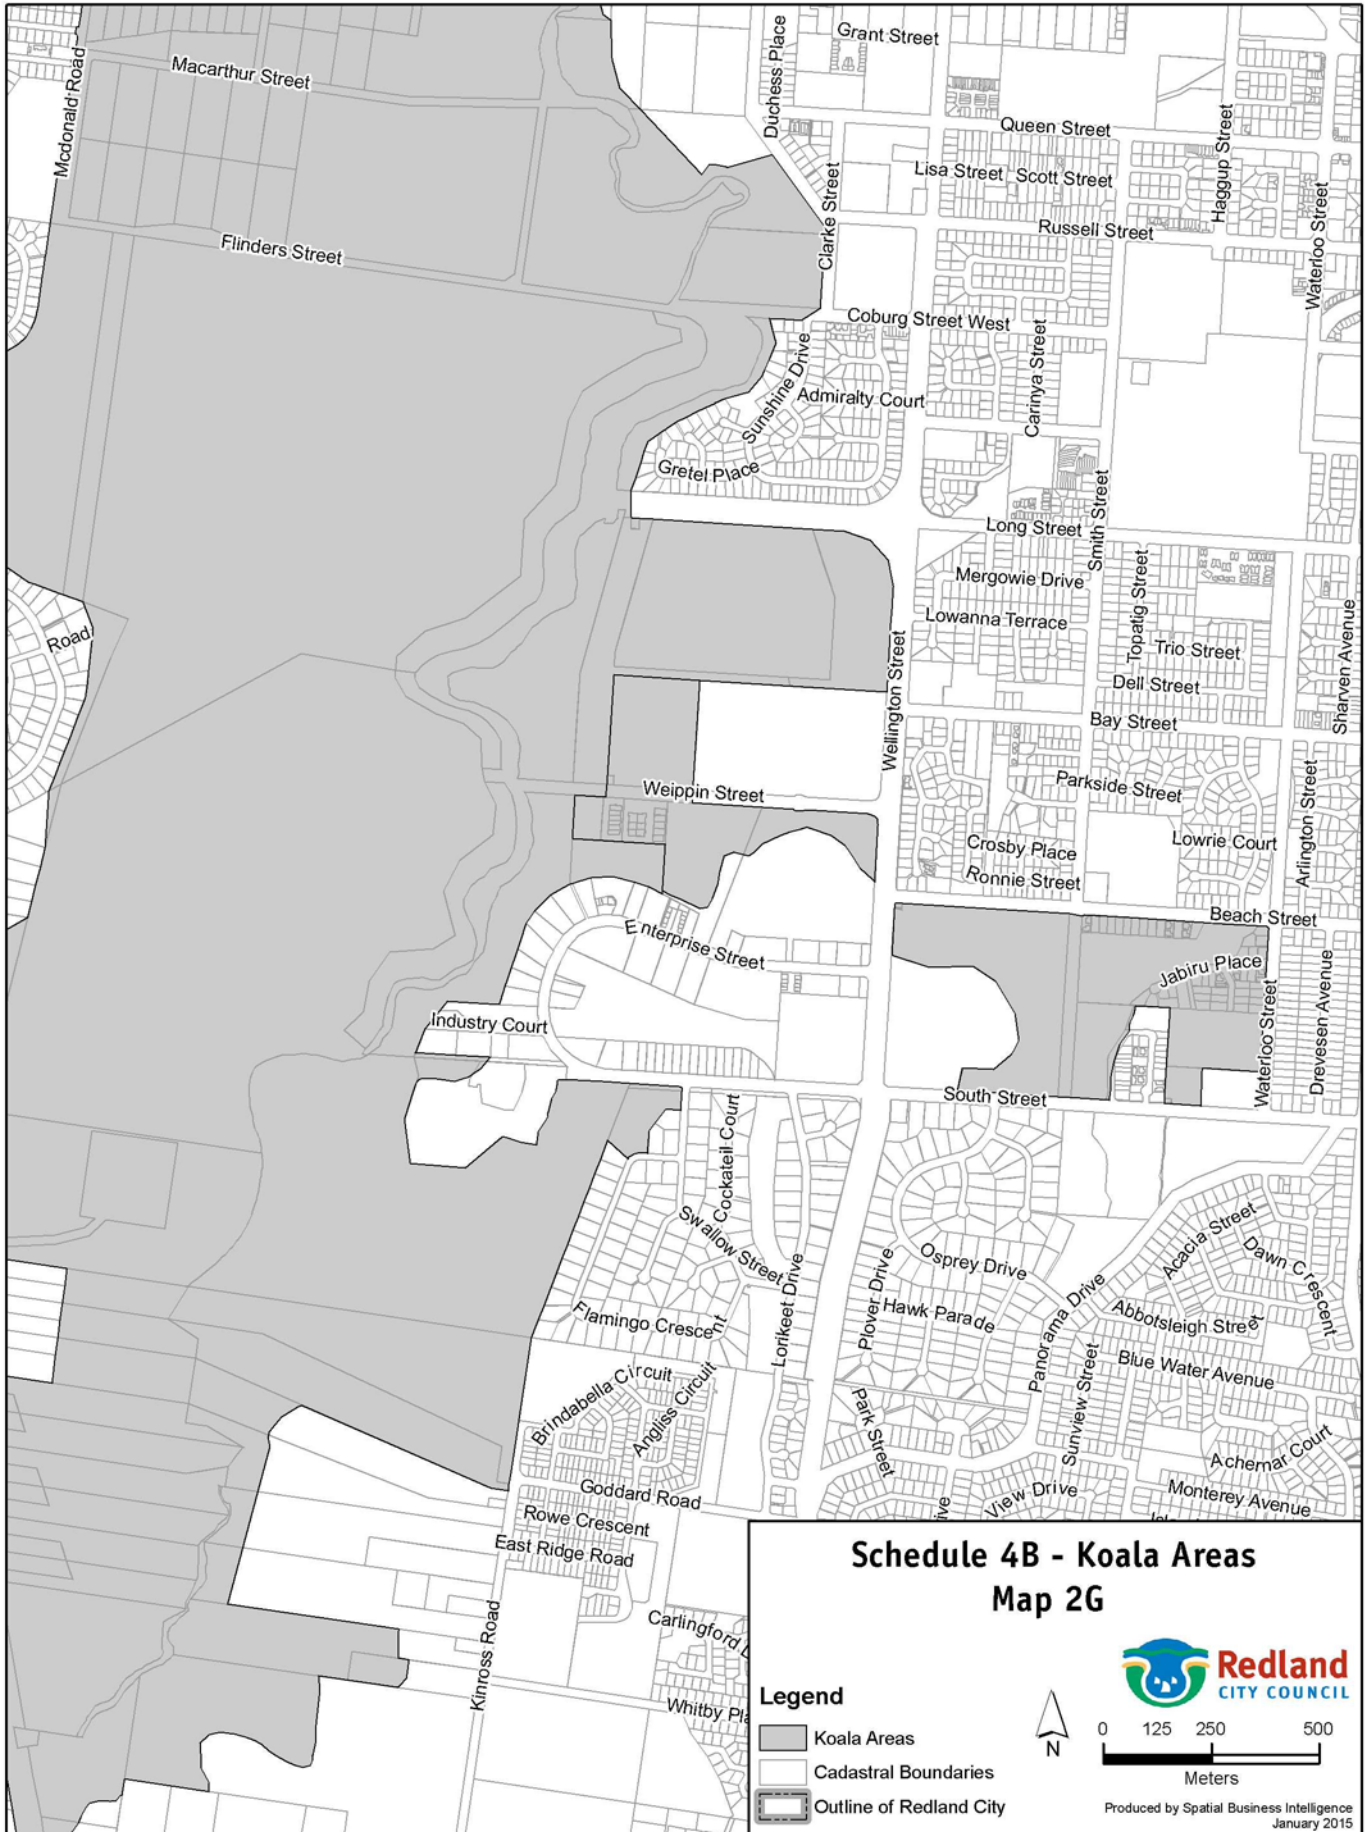 Grant Street
Duchess Place
Macarthur Street
Mcdonald Road
Queen Street
Haggup Street
Lisa Street
Scott Street
Clarke Street
Waterloo Street
Russell Street
Flinders Street
Coburg Street West
Carinya Street
Sunshine Drive
Admiralty Court
Gretel Place
Smith Street
Long Street
Mergowie Drive
Topatig Street
Lowanna Terrace
Sharven Avenue
Road
Trio Street
Dell Street
Wellington Street
Bay Street
Weippin Street
Parkside Street
Arlington Street
Lowrie Court
Crosby Place
Ronnie Street
Beach Street
Enterprise Street
Jabiru Place
Drevesen Avenue
Waterloo Street
Industry Court
South Street
Cockateil Court
Swallow Street
Acacia Street
Dawn Crescent
Osprey Drive
Plover Drive
Lorikeet Drive
Panorama Drive
Hawk Parade
Flamingo Crescent
Abbotsleigh Street
Blue Water Avenue
Sunview Street
Brindabella Circuit
Angliss Circuit
Park Street
Achernar Court
Goddard Road
View Drive
Monterey Avenue
ive
Rowe Crescent
East Ridge Road
Kinross Road
Carlingford
Whitby Pla
Schedule 4B - Koala Areas
Map 2G
Redland
CITY COUNCIL
Legend
Koala Areas
Cadastral Boundaries
Outline of Redland City
N
0 125 250 500
Meters
Produced by Spatial Business Intelligence
January 2015